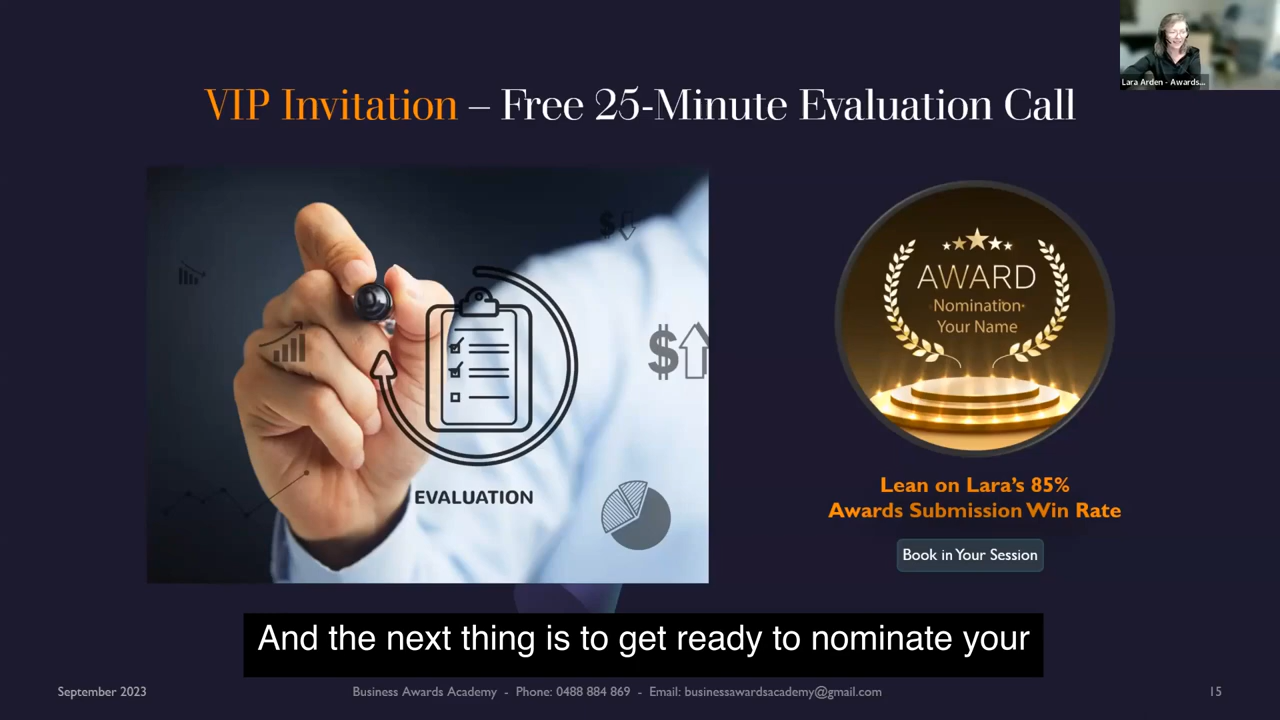 Lara Arden - Awards...
VIP Invitation – Free 25-Minute Evaluation Call
$
$
EVALUATION
AWARD
Nomination
Your Name
Lean on Lara's 85%
Awards Submission Win Rate
Book in Your Session
And the next thing is to get ready to nominate your
September 2023
Business Awards Academy - Phone: 0488 884 869 - Email: businessawardsacademy@gmail.com
15